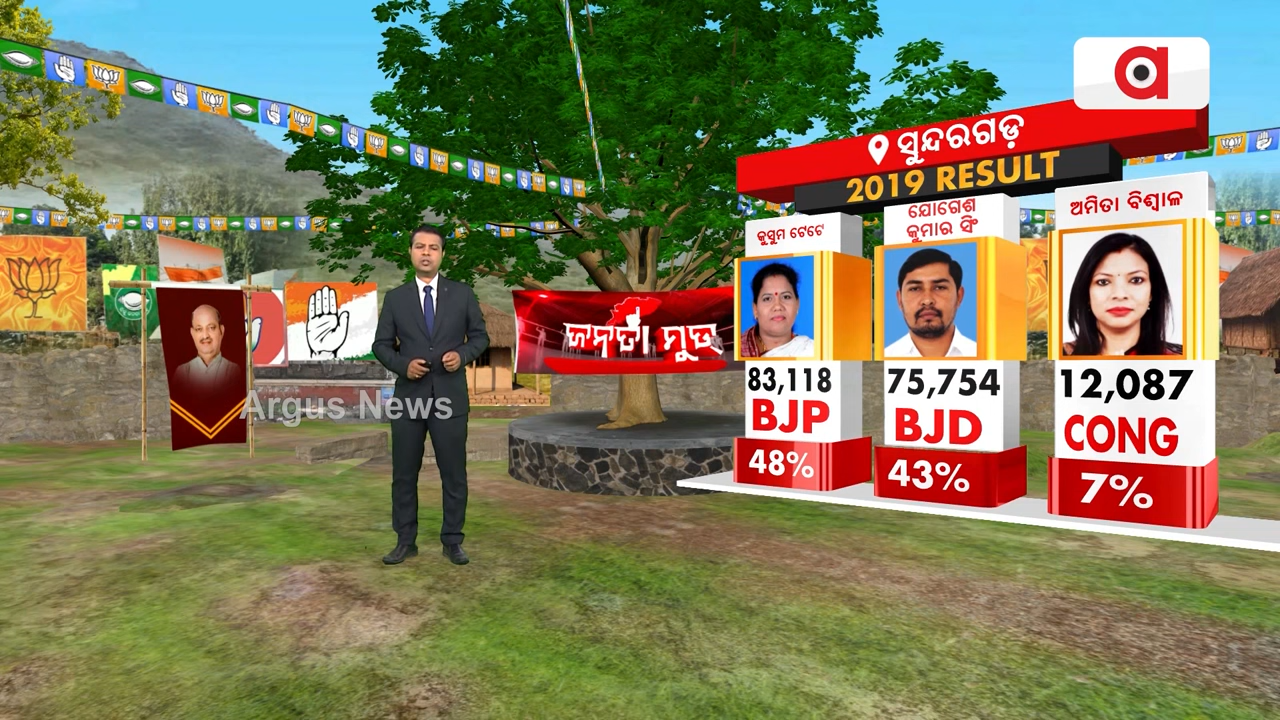 ସୁନ୍ଦରଗଡ଼
2019 RESULT
କୁସୁମ ଟେଟେ
83,118
BJP
48%
ଯୋଗେଶ
କୁମାର ସିଂ
75,754
BJD
43%
ଅମିତା ବିଶ୍ୱାଳ
12,087
CONG
7%
ଜନତା ମୁଡ୍
Argus News
a